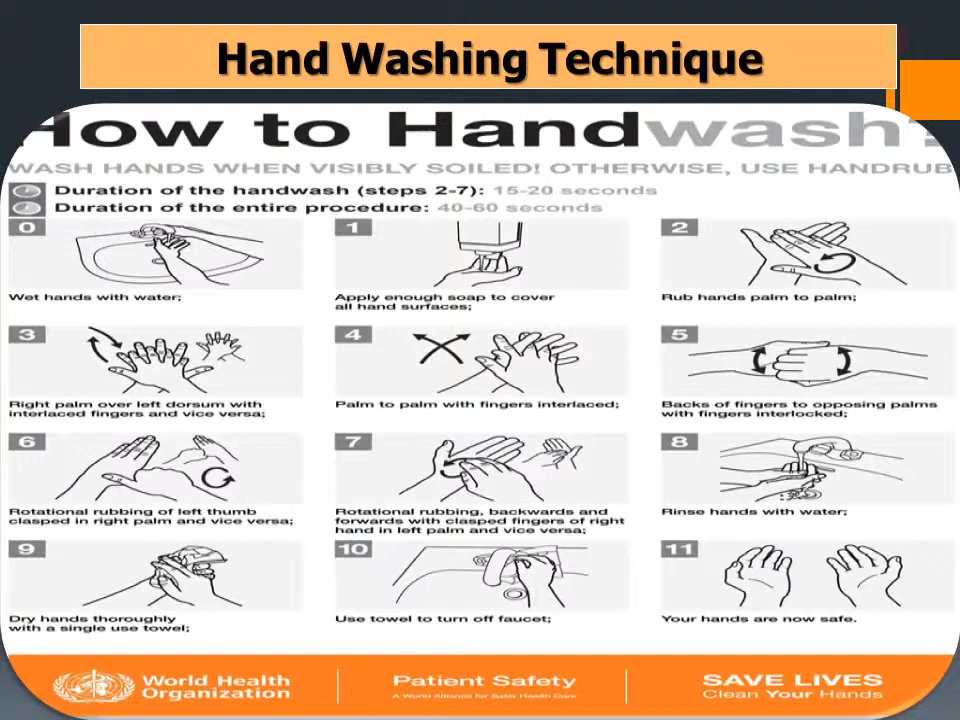 Hand Washing Technique
How to Handwash?
WASH HANDS WHEN VISIBLY SOILED! OTHERWISE, USE HANDRUB
Duration of the handwash (steps 2-7): 15-20 seconds
Duration of the entire procedure: 40-60 seconds
0
Wet hands with water;
1
Apply enough soap to cover
all hand surfaces;
2
Rub hands palm to palm;
3
Right palm over left dorsum with
interlaced fingers and vice versa;
4
Palm to palm with fingers interlaced;
5
Backs of fingers to opposing palms
with fingers interlocked;
6
Rotational rubbing of left thumb
clasped in right palm and vice versa;
7
Rotational rubbing, backwards and
forwards with clasped fingers of right
hand in left palm and vice versa;
8
Rinse hands with water;
9
Dry hands thoroughly
with a single use towel;
10
Use towel to turn off faucet;
11
Your hands are now safe.
World Health
Organization
Patient Safety
A World Alliance for Safer Health Care
SAVE LIVES
Clean Your Hands